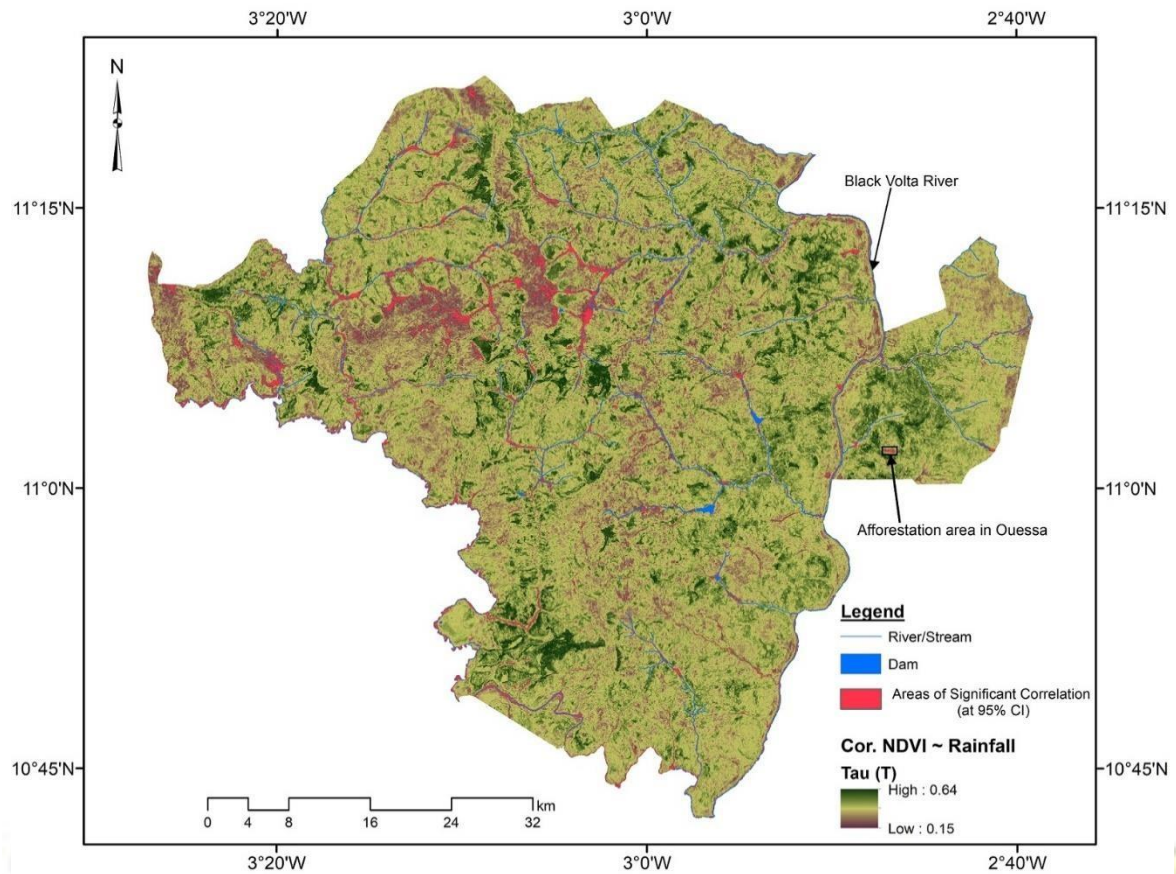 3°20'W 3°0'W 2°40'W
N
11°15'N 11°15'N
Black Volta River
11°0'N 11°0'N
Afforestation area in Ouessa
Legend
River/Stream
Dam
Areas of Significant Correlation
(at 95% CI)
Cor. NDVI ~ Rainfall
Tau (T)
High : 0.64
Low : 0.15
10°45'N 10°45'N
km
0 4 8 16 24 32
3°20'W 3°0'W 2°40'W